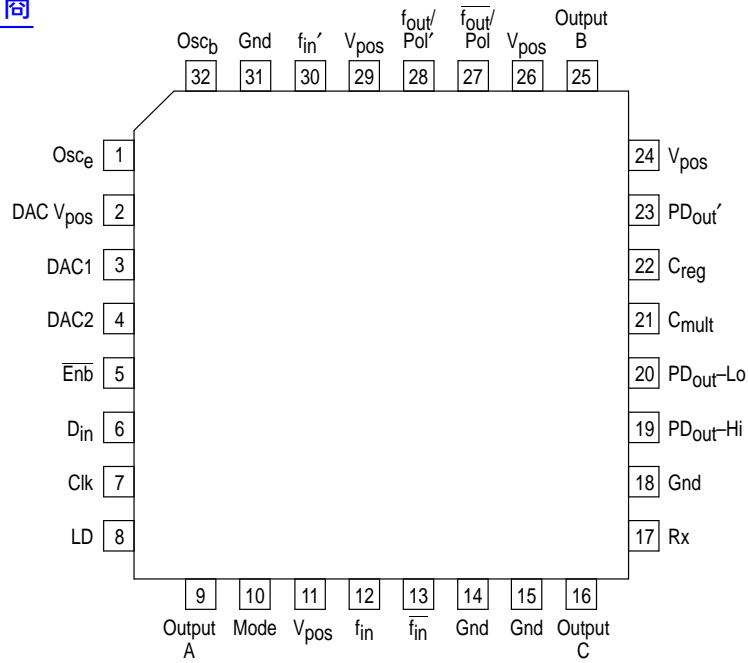 商
Osc_b Gnd f_in′ V_pos f_out/Pol′ f̅_o̅u̅t̅/Pol V_pos Output B
32 31 30 29 28 27 26 25
Osc_e 1
24 V_pos
DAC V_pos 2
23 PD_out′
DAC1 3
22 C_reg
DAC2 4
21 C_mult
E̅n̅b̅ 5
20 PD_out–Lo
D_in 6
19 PD_out–Hi
Clk 7
18 Gnd
LD 8
17 Rx
9 10 11 12 13 14 15 16
Output A Mode V_pos f_in f̅_i̅n̅ Gnd Gnd Output C